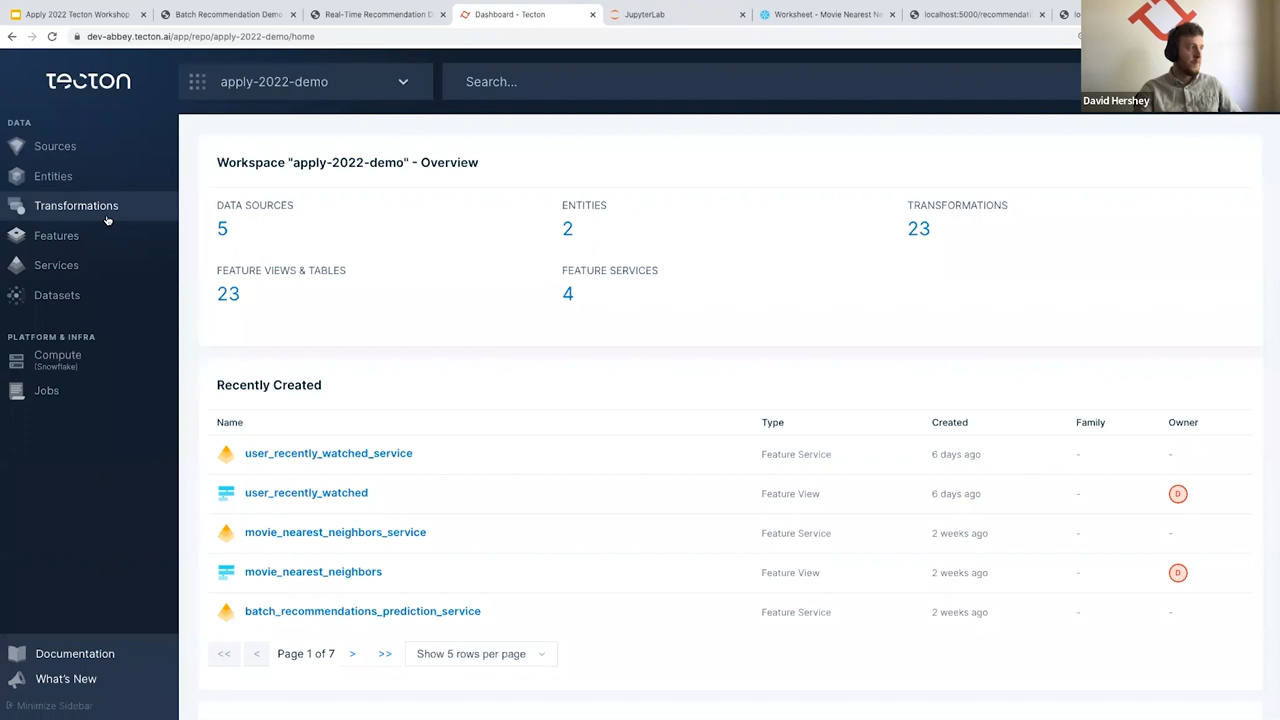 Apply 2022 Tecton Workshop
Batch Recommendation Demo
Real-Time Recommendation D
Dashboard - Tecton
JupyterLab
Worksheet - Movie Nearest Ne
localhost:5000/recommendati
dev-abbey.tecton.ai/app/repo/apply-2022-demo/home
David Hershey
tecton
apply-2022-demo
Search...
DATA
Sources
Entities
Transformations
Features
Services
Datasets
PLATFORM & INFRA
Compute
(Snowflake)
Jobs
Documentation
What's New
Minimize Sidebar
Workspace "apply-2022-demo" - Overview
DATA SOURCES ENTITIES TRANSFORMATIONS
5 2 23
FEATURE VIEWS & TABLES FEATURE SERVICES
23 4
Recently Created
Name Type Created Family Owner
user_recently_watched_service Feature Service 6 days ago - -
user_recently_watched Feature View 6 days ago - D
movie_nearest_neighbors_service Feature Service 2 weeks ago - -
movie_nearest_neighbors Feature View 2 weeks ago - D
batch_recommendations_prediction_service Feature Service 2 weeks ago - -
<< < Page 1 of 7 > >> Show 5 rows per page